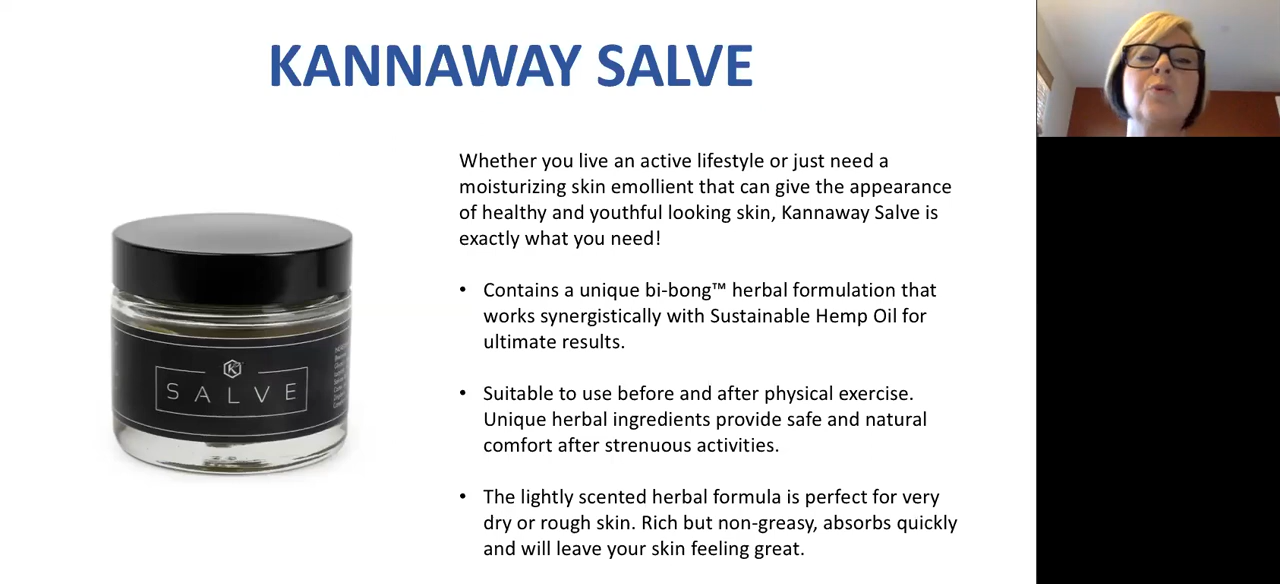 KANNAWAY SALVE
Whether you live an active lifestyle or just need a
moisturizing skin emollient that can give the appearance
of healthy and youthful looking skin, Kannaway Salve is
exactly what you need!
• Contains a unique bi-bong™ herbal formulation that
works synergistically with Sustainable Hemp Oil for
ultimate results.
• Suitable to use before and after physical exercise.
Unique herbal ingredients provide safe and natural
comfort after strenuous activities.
• The lightly scented herbal formula is perfect for very
dry or rough skin. Rich but non-greasy, absorbs quickly
and will leave your skin feeling great.
K
SALVE